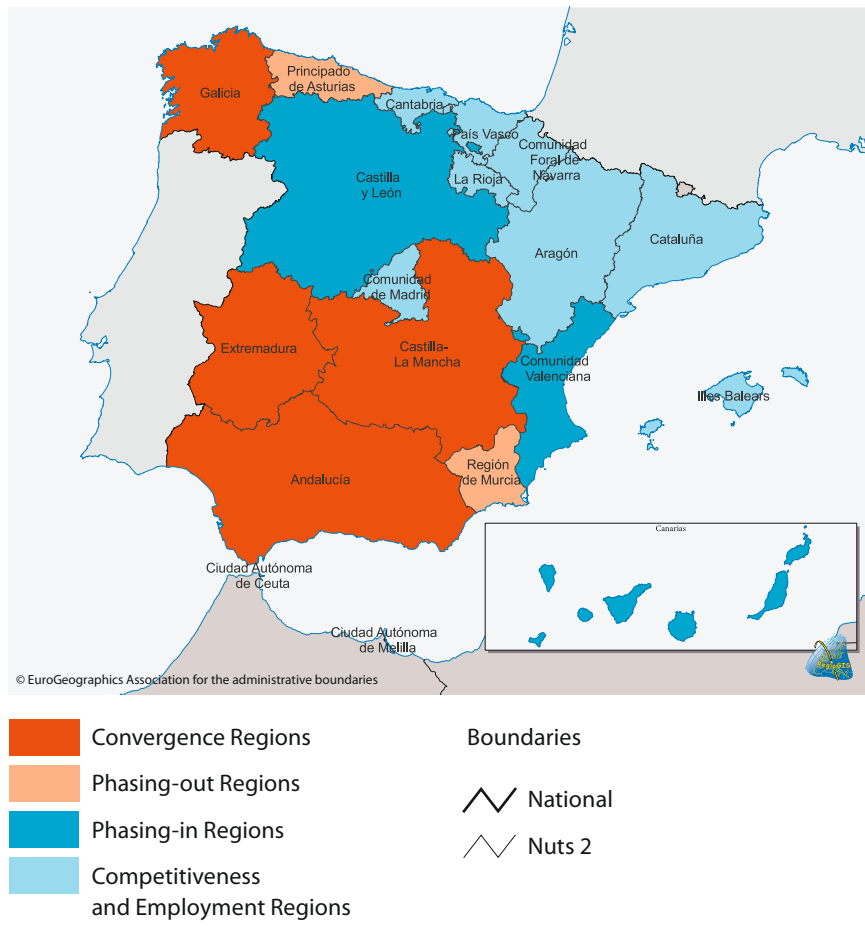 Galicia
Principado
de Asturias
Cantabria
País Vasco
Comunidad
Foral de
Navarra
La Rioja
Castilla
y León
Aragón
Cataluña
Comunidad
de Madrid
Extremadura
Castilla-
La Mancha
Comunidad
Valenciana
Illes Balears
Región
de Murcia
Andalucía
Canarias
Ciudad Autónoma
de Ceuta
Ciudad Autónoma
de Melilla
RegioGIS
© EuroGeographics Association for the administrative boundaries
Convergence Regions
Phasing-out Regions
Phasing-in Regions
Competitiveness
and Employment Regions
Boundaries
National
Nuts 2